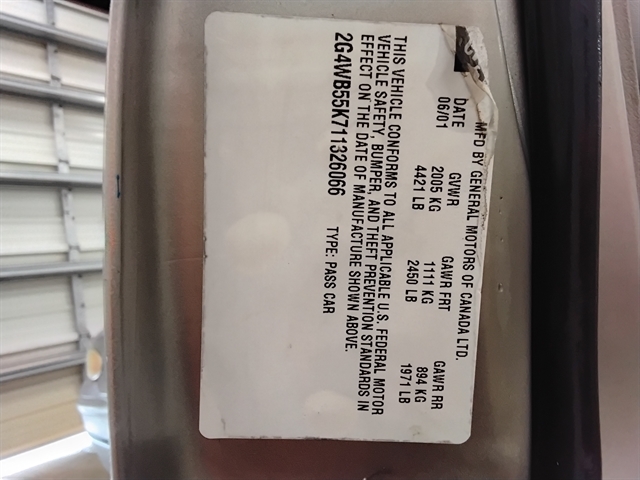 MFD BY GENERAL MOTORS OF CANADA LTD.
DATE GVWR GAWR FRT GAWR RR
06/01 2005 KG 1111 KG 894 KG
4421 LB 2450 LB 1971 LB
THIS VEHICLE CONFORMS TO ALL APPLICABLE U.S. FEDERAL MOTOR
VEHICLE SAFETY, BUMPER, AND THEFT PREVENTION STANDARDS IN
EFFECT ON THE DATE OF MANUFACTURE SHOWN ABOVE.
2G4WB55K711326066 TYPE: PASS CAR